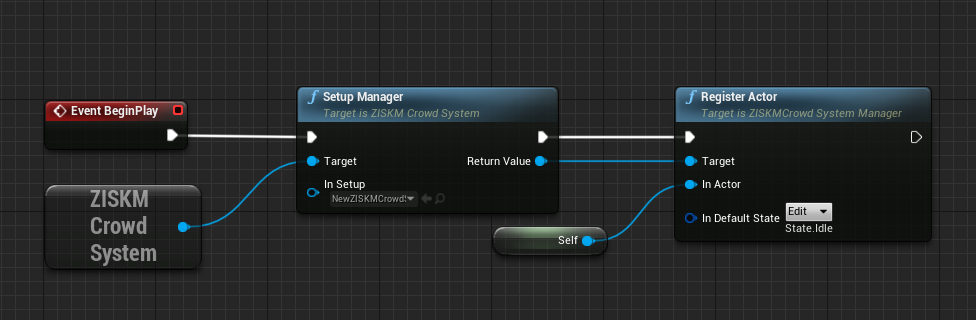 Event BeginPlay
ZISKM
Crowd
System
f Setup Manager
Target is ZISKM Crowd System
Target
Return Value
In Setup
NewZISKMCrowdS
Self
f Register Actor
Target is ZISKMCrowd System Manager
Target
In Actor
In Default State
Edit
State.Idle